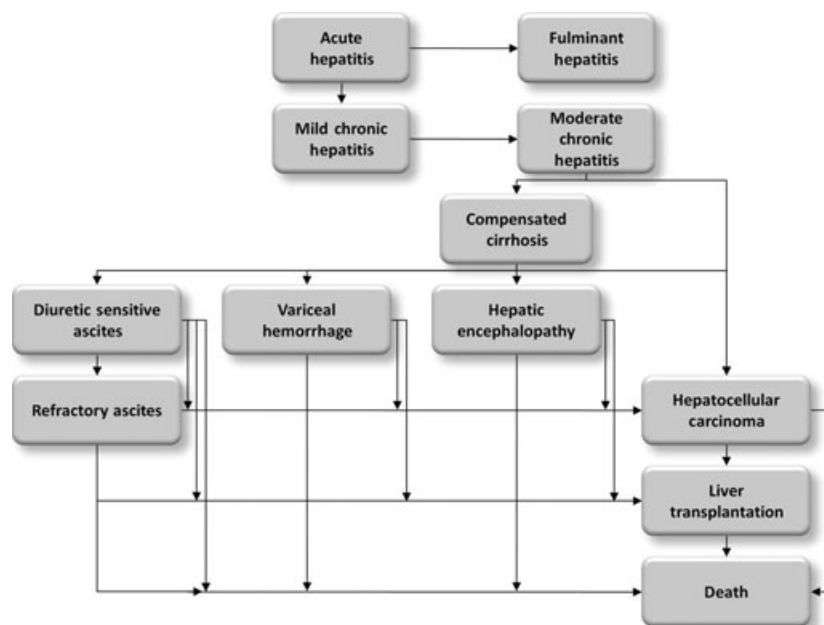 Acute
hepatitis
Fulminant
hepatitis
Mild chronic
hepatitis
Moderate
chronic
hepatitis
Compensated
cirrhosis
Diuretic sensitive
ascites
Variceal
hemorrhage
Hepatic
encephalopathy
Refractory ascites
Hepatocellular
carcinoma
Liver
transplantation
Death